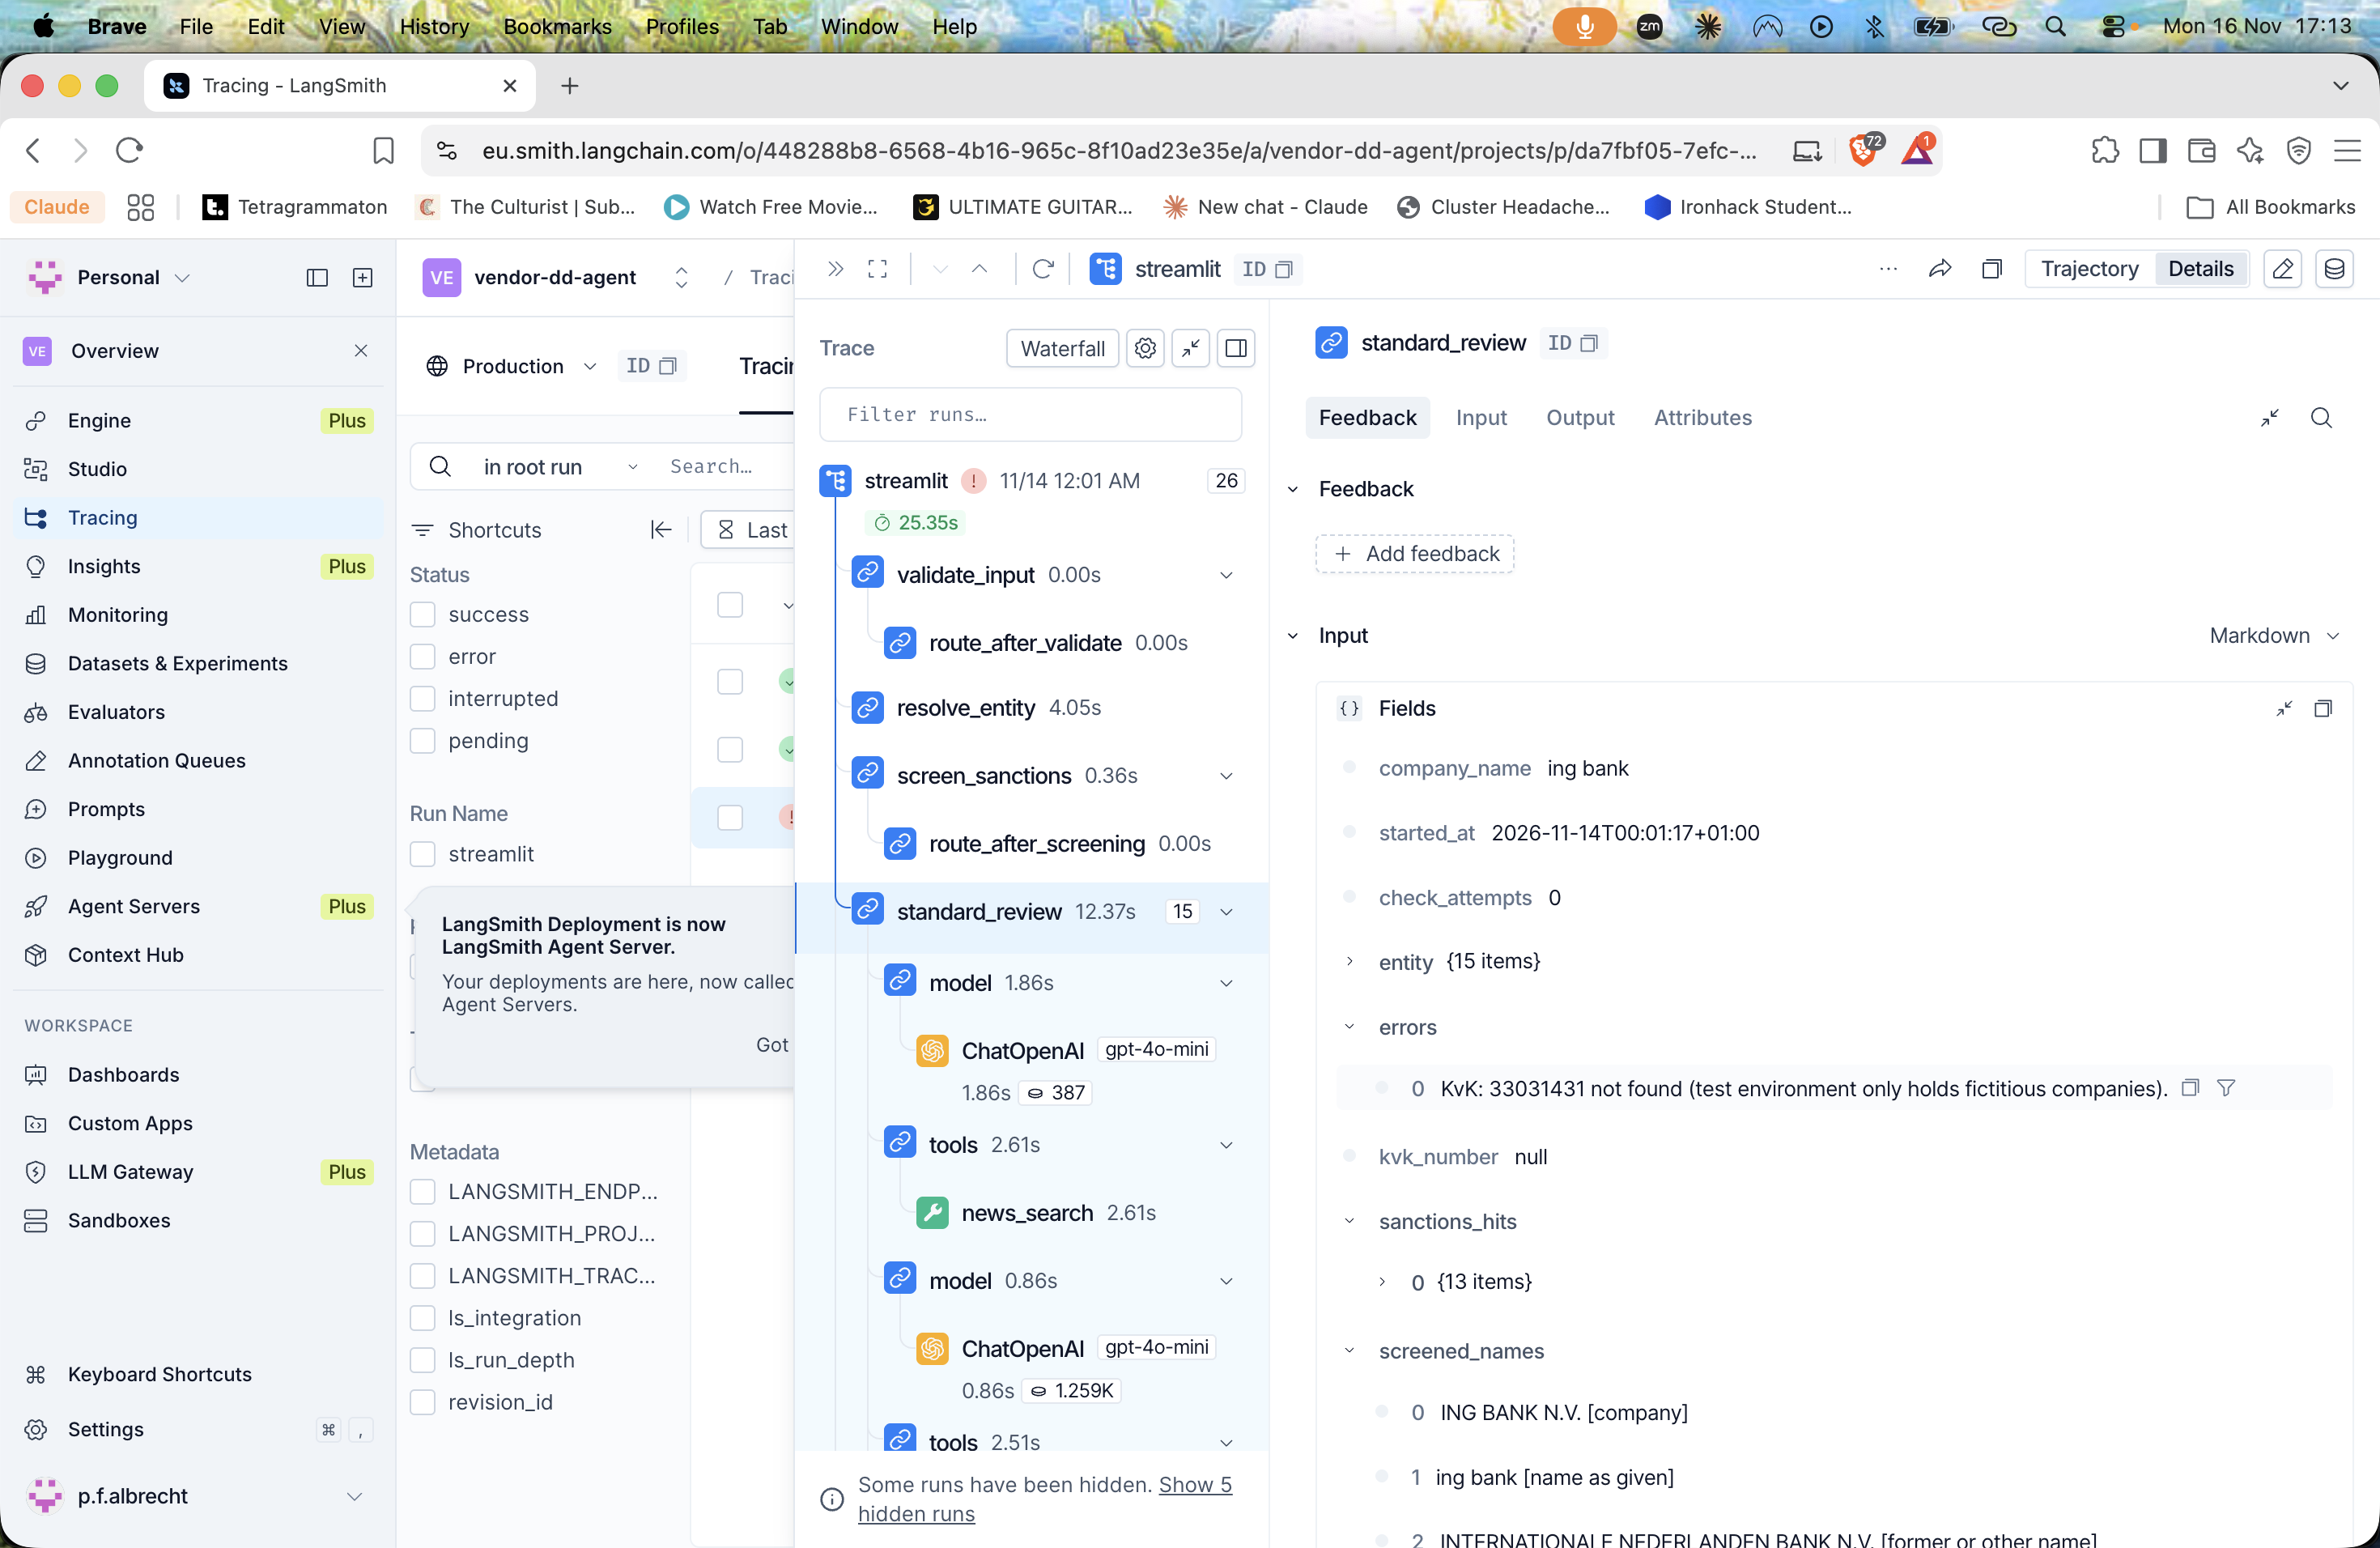 Brave File Edit View History Bookmarks Profiles Tab Window Help zm Mon 16 Nov 17:13
Tracing - LangSmith
eu.smith.langchain.com/o/448288b8-6568-4b16-965c-8f10ad23e35e/a/vendor-dd-agent/projects/p/da7fbf05-7efc-... 72 1
Claude Tetragrammaton The Culturist | Sub... Watch Free Movie... ULTIMATE GUITAR... New chat - Claude Cluster Headache... Ironhack Student... All Bookmarks
Personal
VE Overview
Engine Plus
Studio
Tracing
Insights Plus
Monitoring
Datasets & Experiments
Evaluators
Annotation Queues
Prompts
Playground
Agent Servers Plus
Context Hub
WORKSPACE
Dashboards
Custom Apps
LLM Gateway Plus
Sandboxes
Keyboard Shortcuts
Settings ⌘ ,
p.f.albrecht
VE vendor-dd-agent / Traci
Production ID Tracin
in root run Search...
Shortcuts Last
Status
success
error
interrupted
pending
Run Name
streamlit
LangSmith Deployment is now
LangSmith Agent Server.
Your deployments are here, now called
Agent Servers.
Got
Metadata
LANGSMITH_ENDP...
LANGSMITH_PROJ...
LANGSMITH_TRAC...
ls_integration
ls_run_depth
revision_id
streamlit ID Trajectory Details
Trace Waterfall
Filter runs...
streamlit ! 11/14 12:01 AM 26
25.35s
validate_input 0.00s
route_after_validate 0.00s
resolve_entity 4.05s
screen_sanctions 0.36s
route_after_screening 0.00s
standard_review 12.37s 15
model 1.86s
ChatOpenAI gpt-4o-mini
1.86s 387
tools 2.61s
news_search 2.61s
model 0.86s
ChatOpenAI gpt-4o-mini
0.86s 1.259K
tools 2.51s
Some runs have been hidden. Show 5
hidden runs
standard_review ID
Feedback Input Output Attributes
Feedback
+ Add feedback
Input Markdown
{} Fields
company_name ing bank
started_at 2026-11-14T00:01:17+01:00
check_attempts 0
entity {15 items}
errors
0 KvK: 33031431 not found (test environment only holds fictitious companies).
kvk_number null
sanctions_hits
0 {13 items}
screened_names
0 ING BANK N.V. [company]
1 ing bank [name as given]
2 INTERNATIONALE NEDERLANDEN BANK N.V. [former or other name]